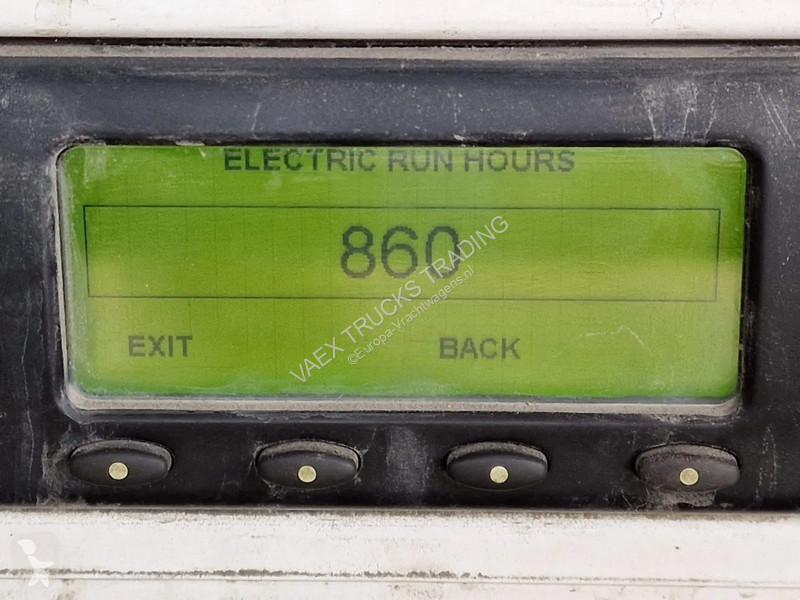 ELECTRIC RUN HOURS
860
EXIT BACK
VAEX TRUCKS TRADING
©Europa-Vrachtwagens.nl